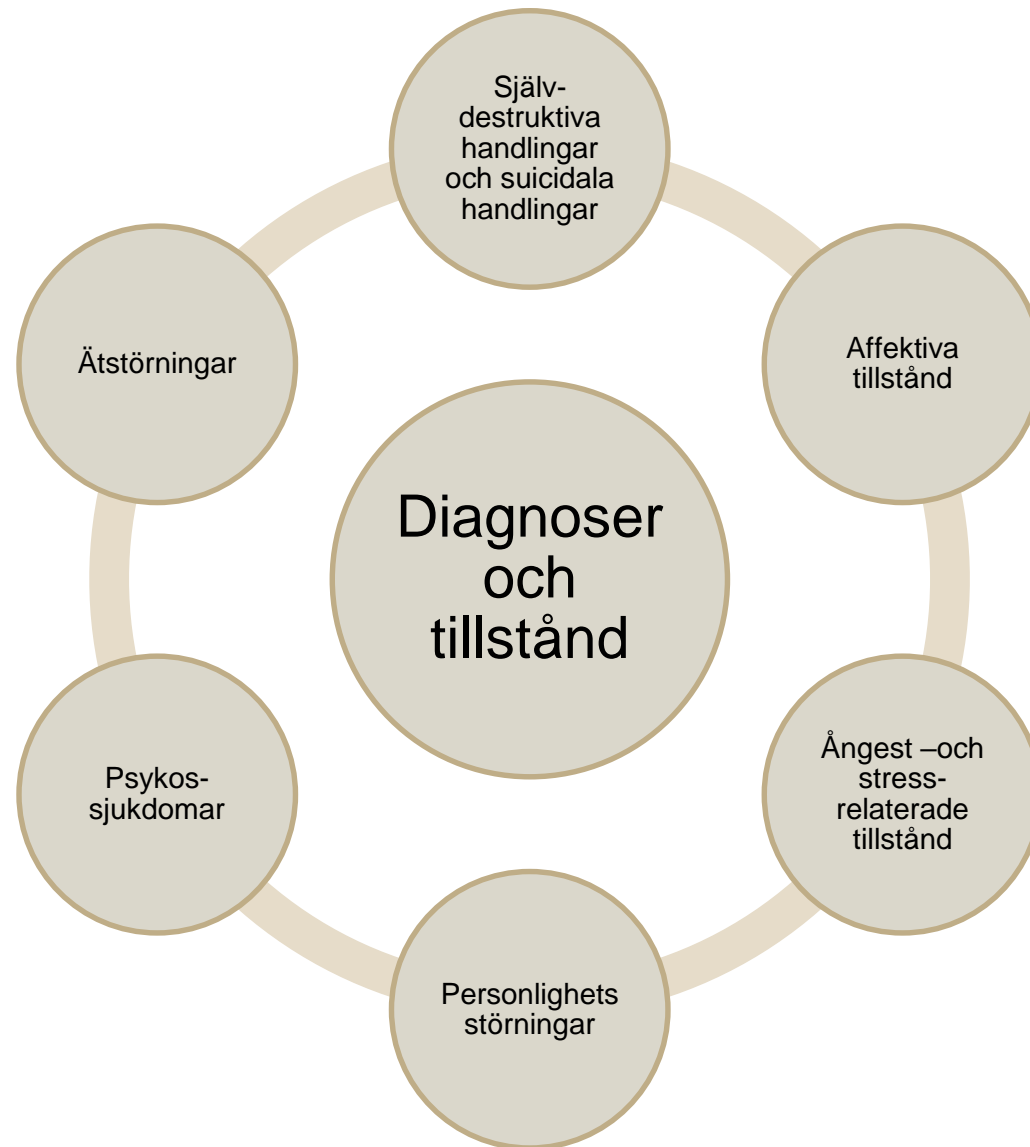 Själv-
destruktiva
handlingar
och suicidala
handlingar
Affektiva
tillstånd
Ångest –och
stress-
relaterade
tillstånd
Personlighets
störningar
Psykos-
sjukdomar
Ätstörningar
Diagnoser
och
tillstånd